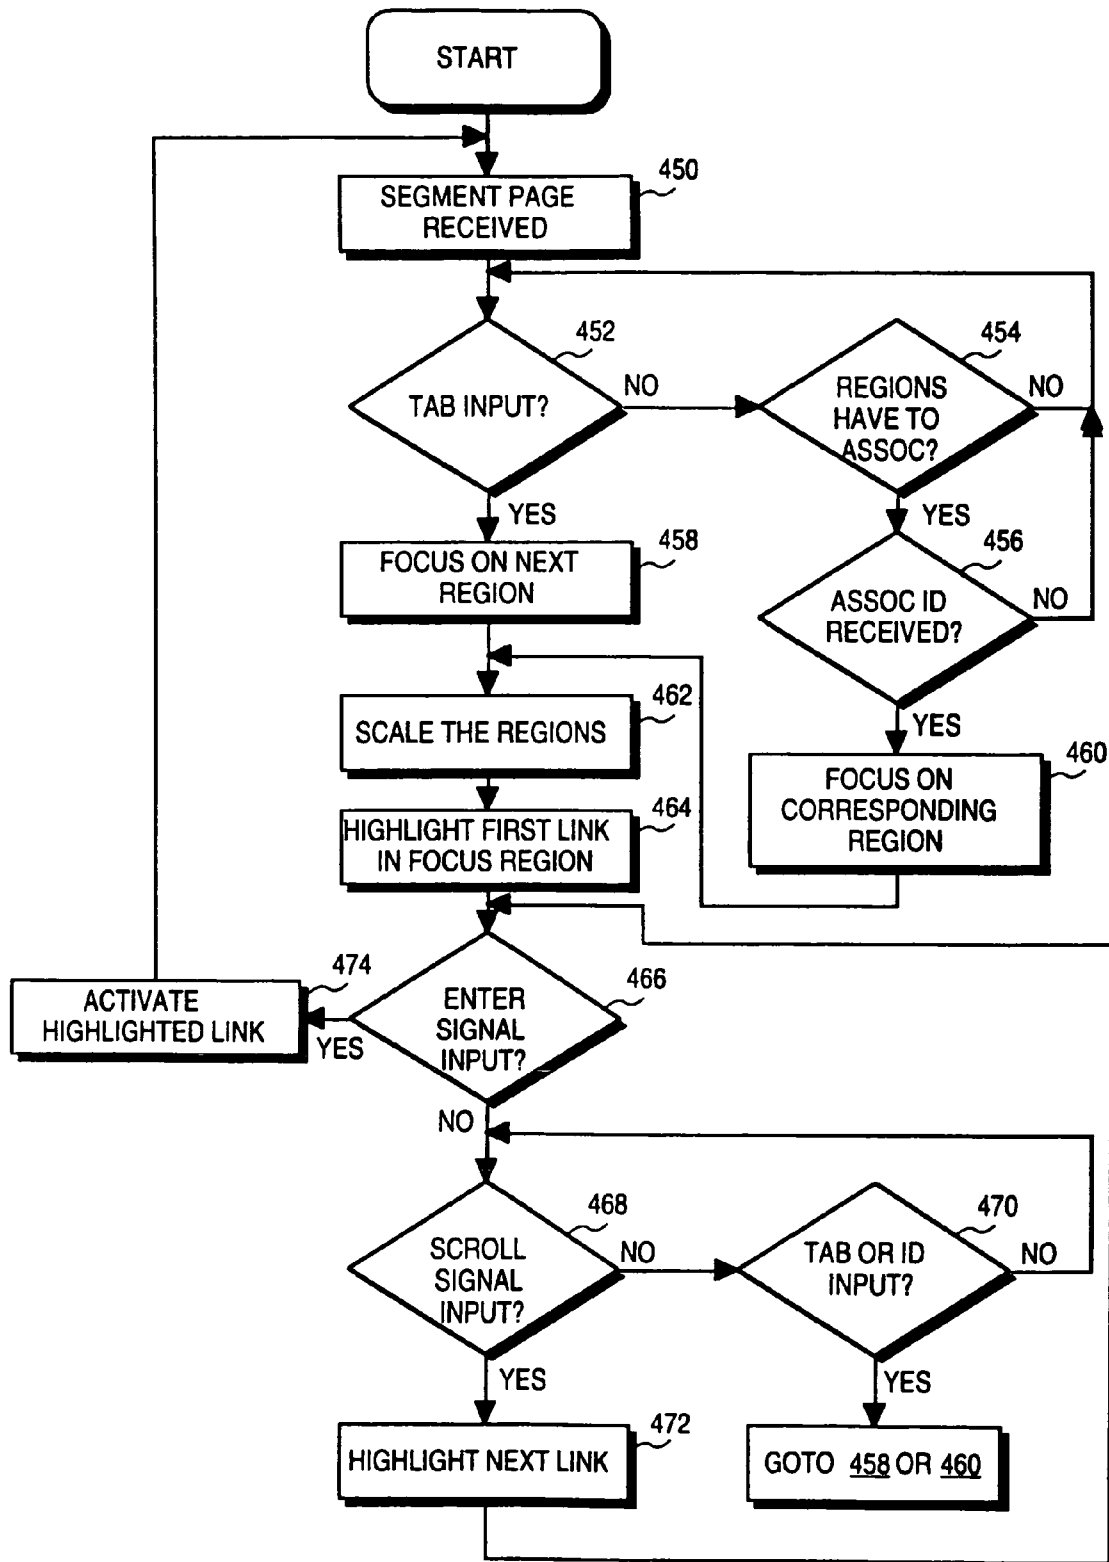 START
450
SEGMENT PAGE
RECEIVED
452
TAB INPUT?
NO
YES
454
REGIONS
HAVE TO
ASSOC?
NO
YES
458
FOCUS ON NEXT
REGION
456
ASSOC ID
RECEIVED?
NO
YES
462
SCALE THE REGIONS
460
FOCUS ON
CORRESPONDING
REGION
464
HIGHLIGHT FIRST LINK
IN FOCUS REGION
474
ACTIVATE
HIGHLIGHTED LINK
YES
466
ENTER
SIGNAL
INPUT?
NO
468
SCROLL
SIGNAL
INPUT?
NO
YES
470
TAB OR ID
INPUT?
NO
YES
472
HIGHLIGHT NEXT LINK
GOTO 458 OR 460